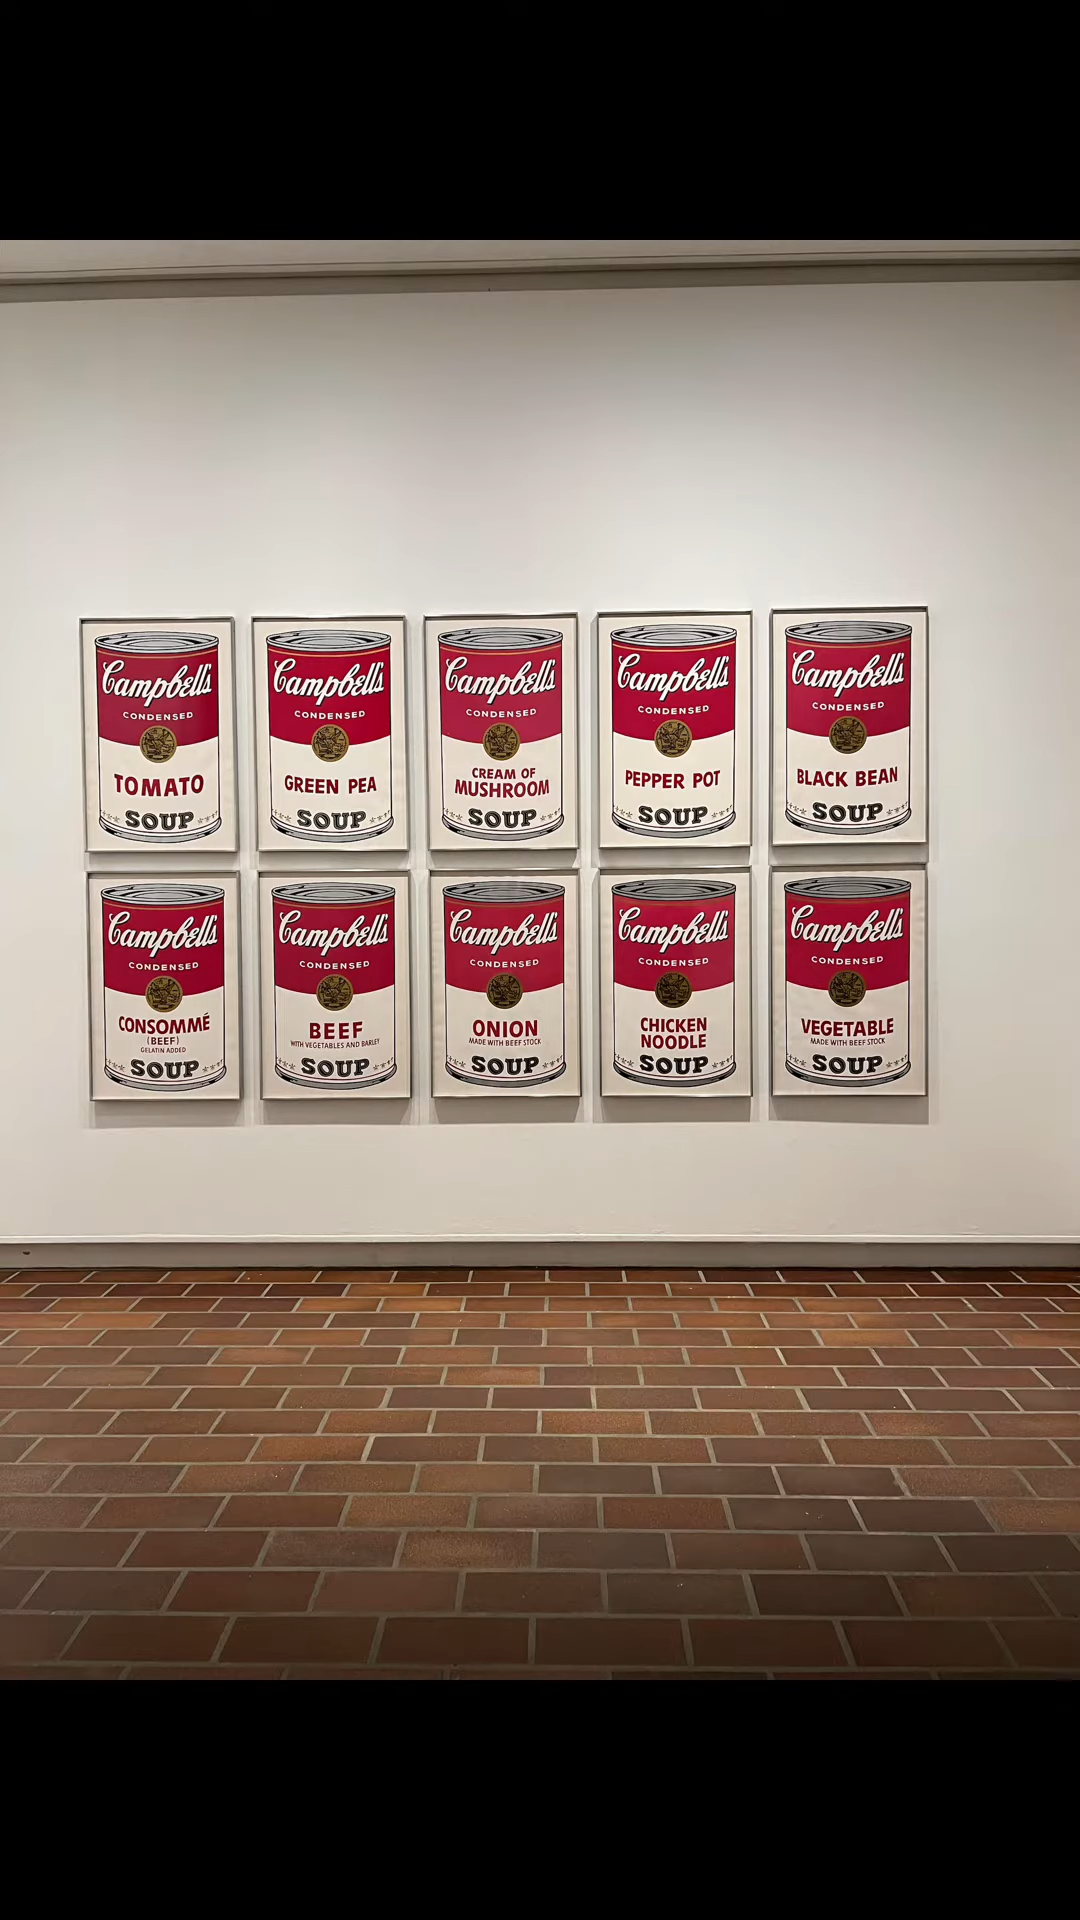 Campbell's
CONDENSED
TOMATO
SOUP
Campbell's
CONDENSED
GREEN PEA
SOUP
Campbell's
CONDENSED
CREAM OF
MUSHROOM
SOUP
Campbell's
CONDENSED
PEPPER POT
SOUP
Campbell's
CONDENSED
BLACK BEAN
SOUP
Campbell's
CONDENSED
CONSOMMÉ
(BEEF)
GELATIN ADDED
SOUP
Campbell's
CONDENSED
BEEF
WITH VEGETABLES AND BARLEY
SOUP
Campbell's
CONDENSED
ONION
MADE WITH BEEF STOCK
SOUP
Campbell's
CONDENSED
CHICKEN
NOODLE
SOUP
Campbell's
CONDENSED
VEGETABLE
MADE WITH BEEF STOCK
SOUP